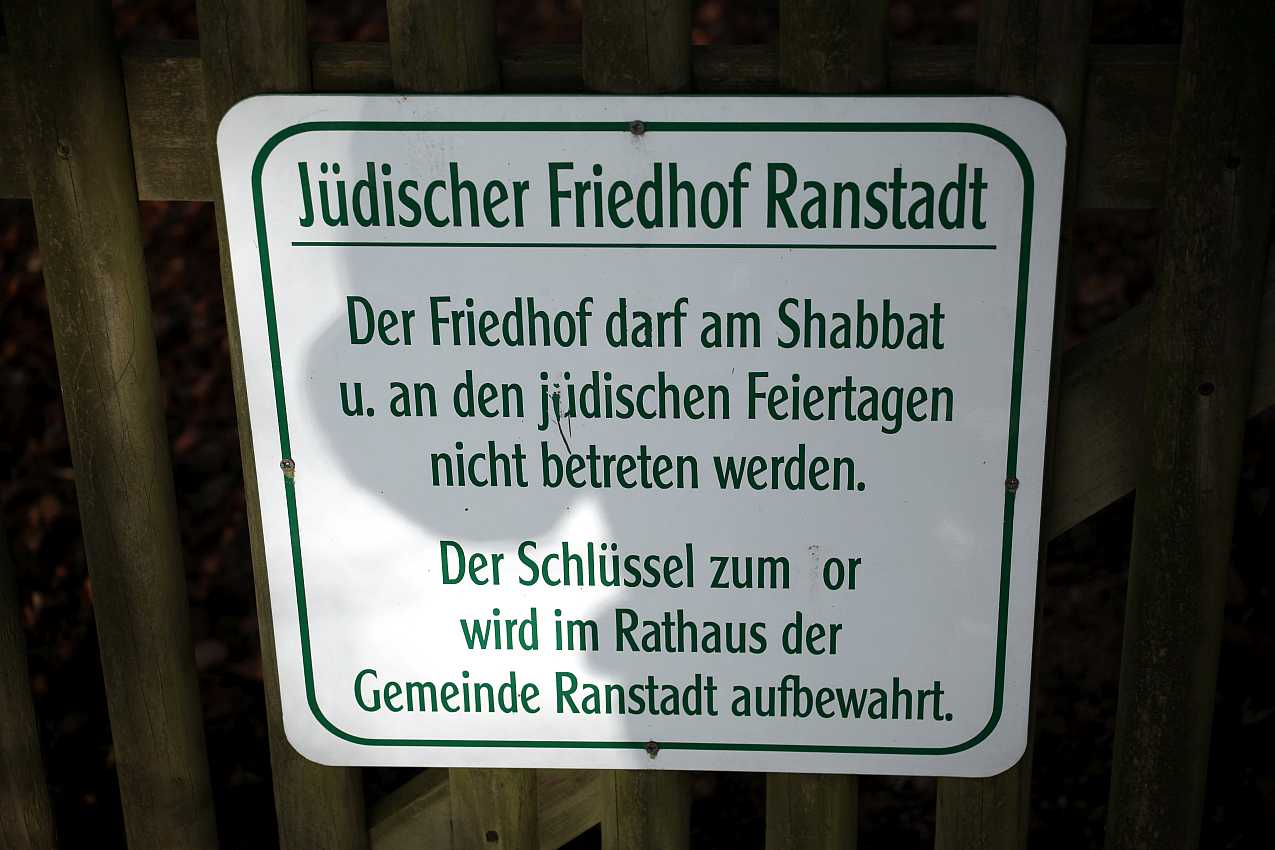 Jüdischer Friedhof Ranstadt
Der Friedhof darf am Shabbat
u. an den jüdischen Feiertagen
nicht betreten werden.
Der Schlüssel zum or
wird im Rathaus der
Gemeinde Ranstadt aufbewahrt.